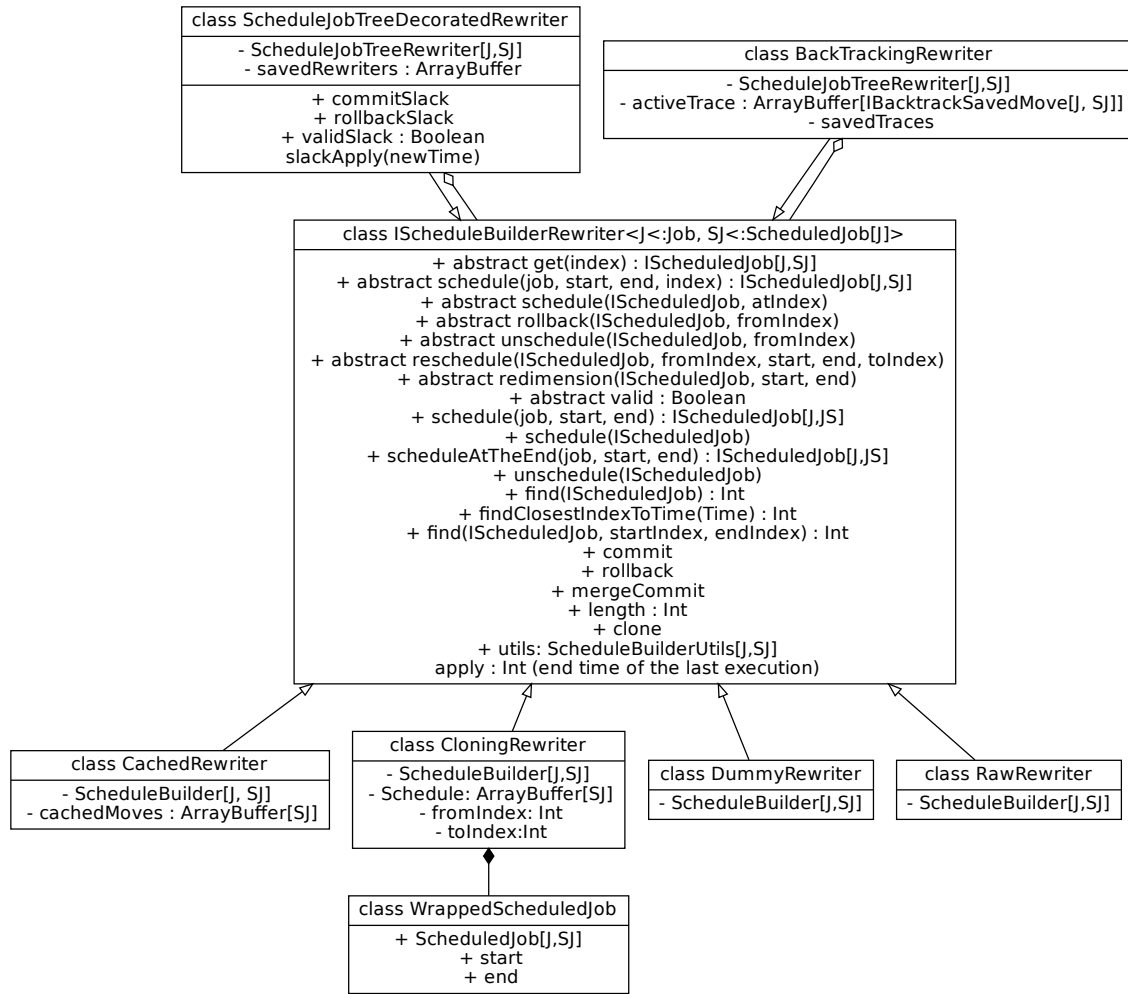 class ScheduleJobTreeDecoratedRewriter
- ScheduleJobTreeRewriter[J,SJ]
- savedRewriters : ArrayBuffer
+ commitSlack
+ rollbackSlack
+ validSlack : Boolean
slackApply(newTime)
class BackTrackingRewriter
- ScheduleJobTreeRewriter[J,SJ]
- activeTrace : ArrayBuffer[IBacktrackSavedMove[J, SJ]]
- savedTraces
class IScheduleBuilderRewriter<J<:Job, SJ<:ScheduledJob[J]>
+ abstract get(index) : IScheduledJob[J,SJ]
+ abstract schedule(job, start, end, index) : IScheduledJob[J,SJ]
+ abstract schedule(IScheduledJob, atIndex)
+ abstract rollback(IScheduledJob, fromIndex)
+ abstract unschedule(IScheduledJob, fromIndex)
+ abstract reschedule(IScheduledJob, fromIndex, start, end, toIndex)
+ abstract redimension(IScheduledJob, start, end)
+ abstract valid : Boolean
+ schedule(job, start, end) : IScheduledJob[J,JS]
+ schedule(IScheduledJob)
+ scheduleAtTheEnd(job, start, end) : IScheduledJob[J,JS]
+ unschedule(IScheduledJob)
+ find(IScheduledJob) : Int
+ findClosestIndexToTime(Time) : Int
+ find(IScheduledJob, startIndex, endIndex) : Int
+ commit
+ rollback
+ mergeCommit
+ length : Int
+ clone
+ utils: ScheduleBuilderUtils[J,SJ]
apply : Int (end time of the last execution)
class CachedRewriter
- ScheduleBuilder[J, SJ]
- cachedMoves : ArrayBuffer[SJ]
class CloningRewriter
- ScheduleBuilder[J,SJ]
- Schedule: ArrayBuffer[SJ]
- fromIndex: Int
- toIndex:Int
class DummyRewriter
- ScheduleBuilder[J,SJ]
class RawRewriter
- ScheduleBuilder[J,SJ]
class WrappedScheduledJob
+ ScheduledJob[J,SJ]
+ start
+ end